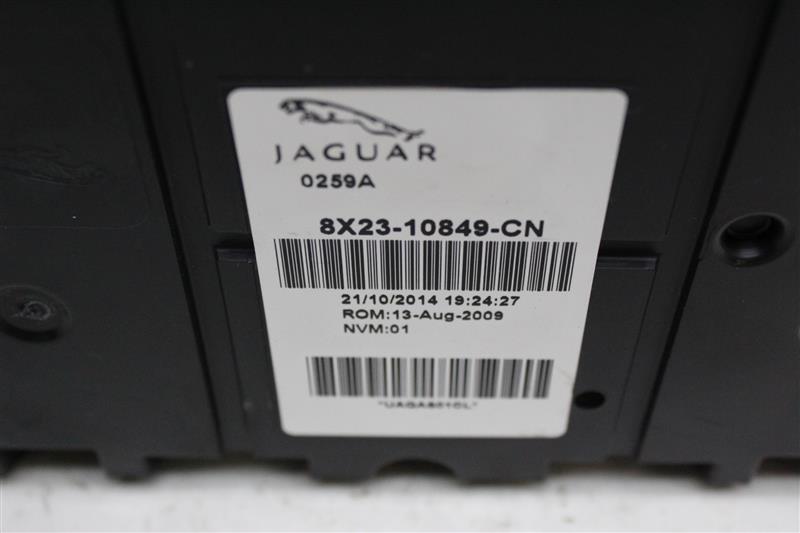 JAGUAR
0259A
8X23-10849-CN
21/10/2014 19:24:27
ROM:13-Aug-2009
NVM:01